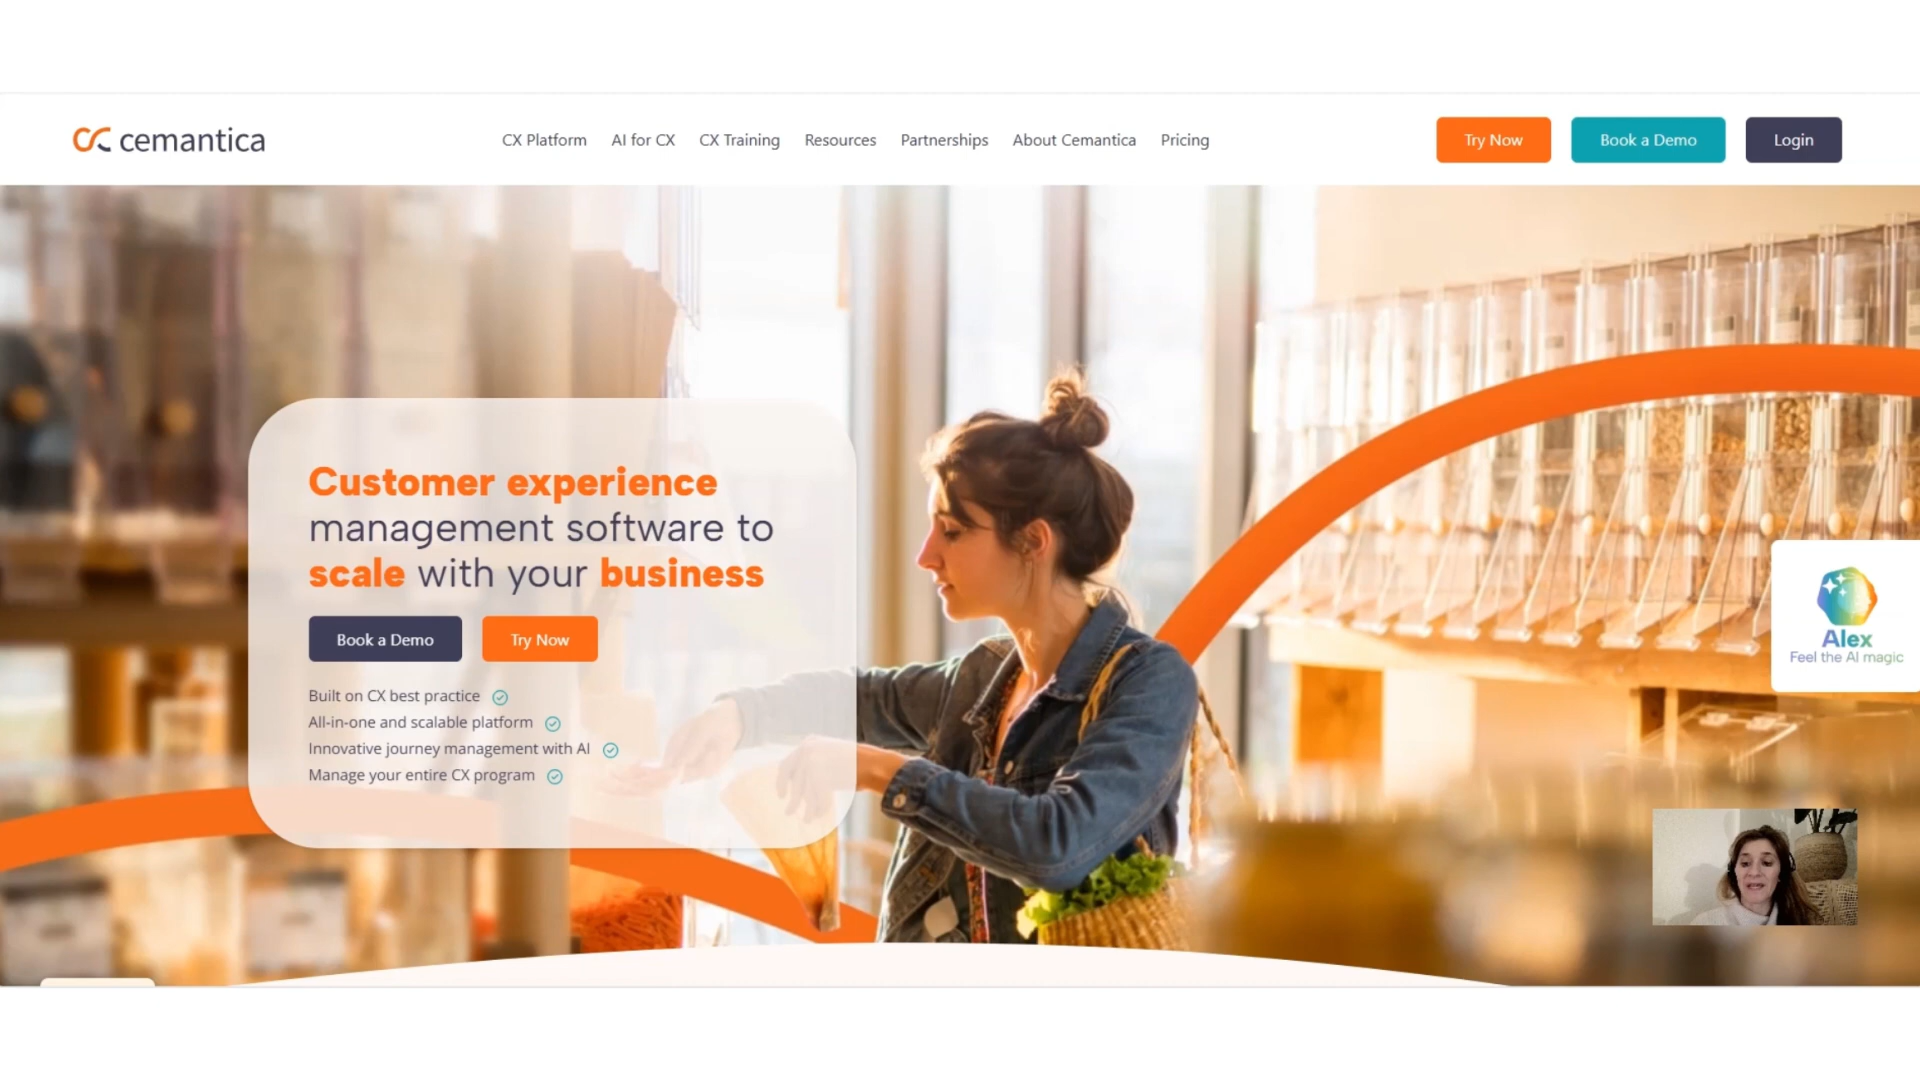 cemantica
CX Platform
AI for CX
CX Training
Resources
Partnerships
About Cemantica
Pricing
Try Now
Book a Demo
Login
Customer experience
management software to
scale with your business
Book a Demo
Try Now
Built on CX best practice
All-in-one and scalable platform
Innovative journey management with AI
Manage your entire CX program
Alex
Feel the AI magic